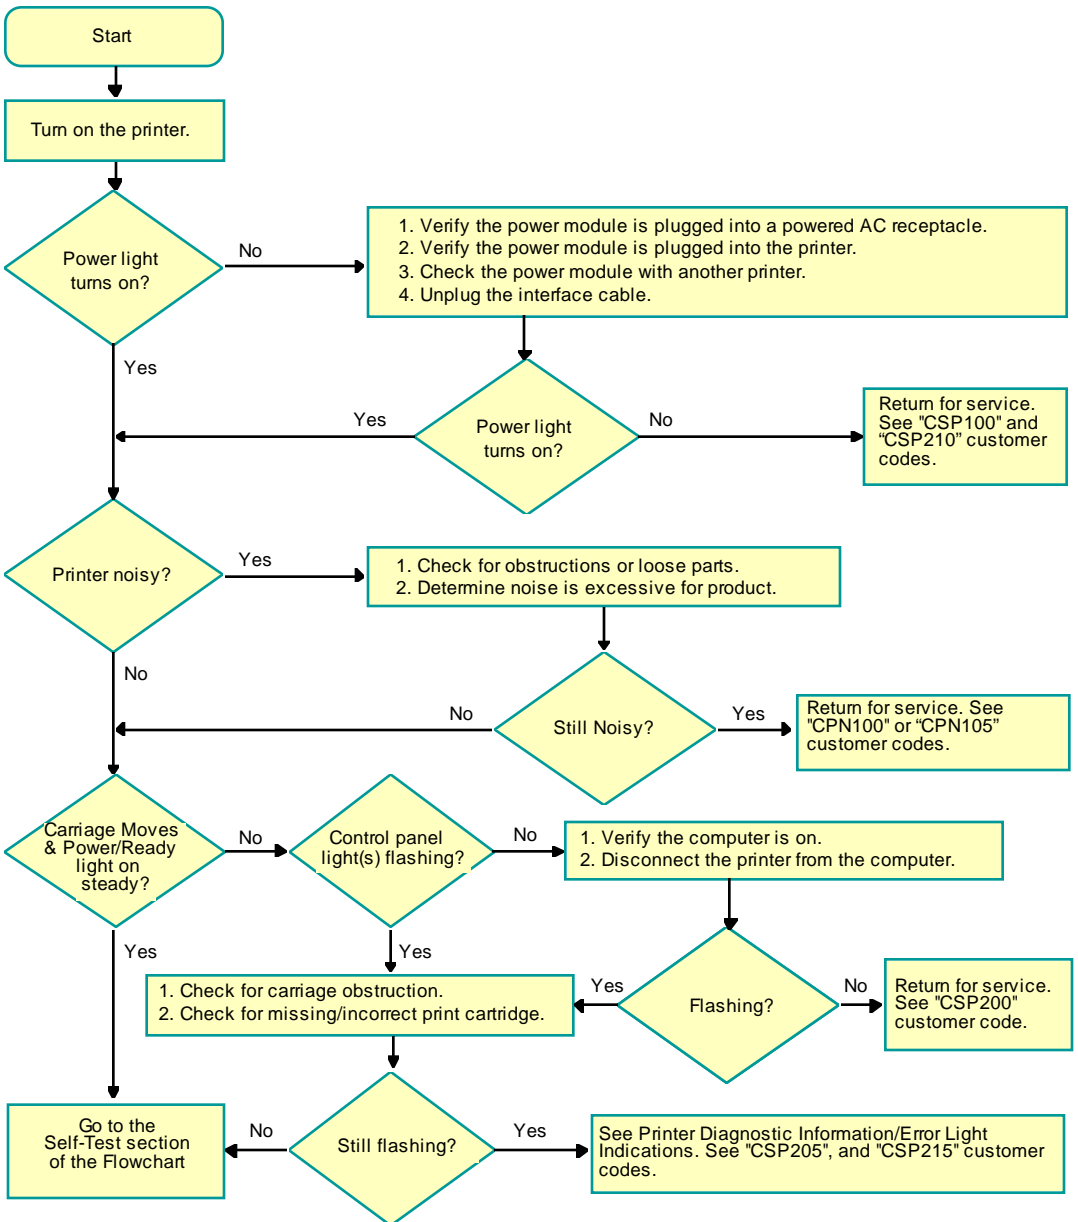 Start
Turn on the printer.
Power light
turns on?
No
1. Verify the power module is plugged into a powered AC receptacle.
2. Verify the power module is plugged into the printer.
3. Check the power module with another printer.
4. Unplug the interface cable.
Yes
Yes
Power light
turns on?
No
Return for service.
See "CSP100" and
“CSP210” customer
codes.
Printer noisy?
Yes
1. Check for obstructions or loose parts.
2. Determine noise is excessive for product.
No
No
Still Noisy?
Yes
Return for service. See
"CPN100" or “CPN105”
customer codes.
Carriage Moves
& Power/Ready
light on
steady?
No
Control panel
light(s) flashing?
No
1. Verify the computer is on.
2. Disconnect the printer from the computer.
Yes
Yes
1. Check for carriage obstruction.
2. Check for missing/incorrect print cartridge.
Yes
Flashing?
No
Return for service.
See "CSP200"
customer code.
Go to the
Self-Test section
of the Flowchart
No
Still flashing?
Yes
See Printer Diagnostic Information/Error Light
Indications. See "CSP205", and "CSP215" customer
codes.